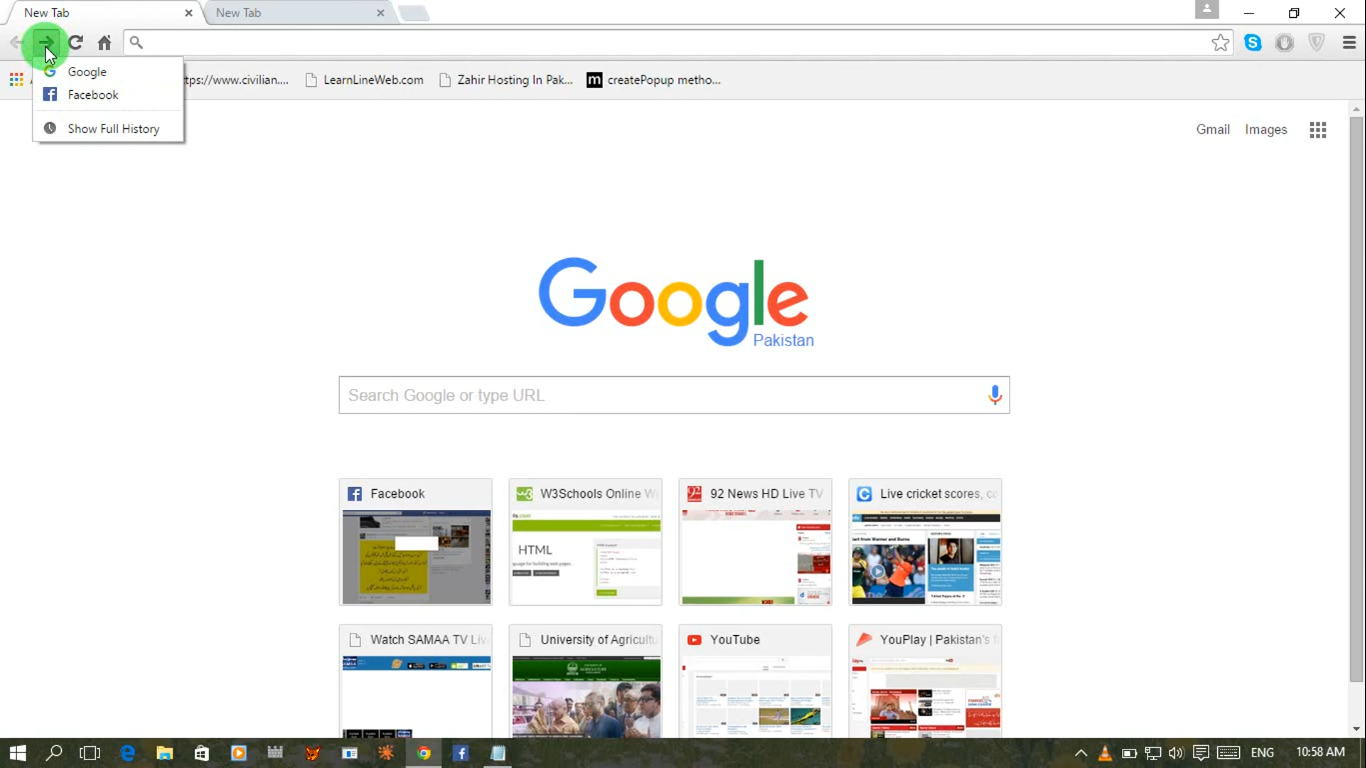 New Tab
New Tab
Google
Facebook
Show Full History
ttps://www.civilian....
LearnLineWeb.com
Zahir Hosting In Pak...
createPopup metho...
Gmail Images
Google
Pakistan
Search Google or type URL
Facebook
W3Schools Online W
92 News HD Live TV
Live cricket scores, co
HTML
Watch SAMAA TV Liv
University of Agricultu
YouTube
YouPlay | Pakistan's f
ENG
10:58 AM